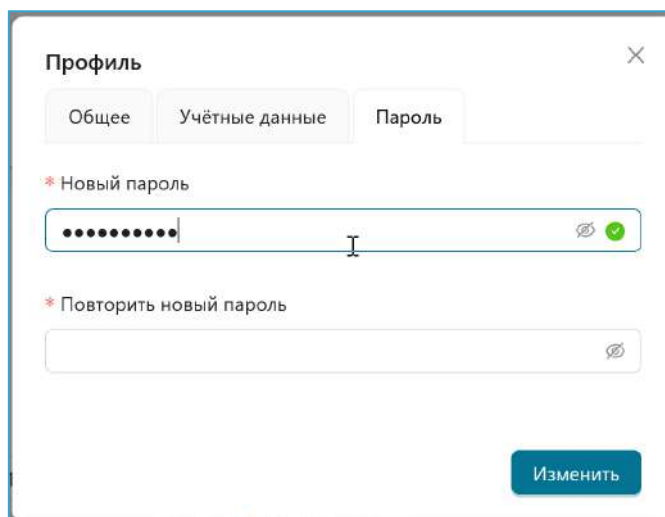 Профиль
Общее Учётные данные Пароль
* Новый пароль
••••••••••
* Повторить новый пароль
Изменить